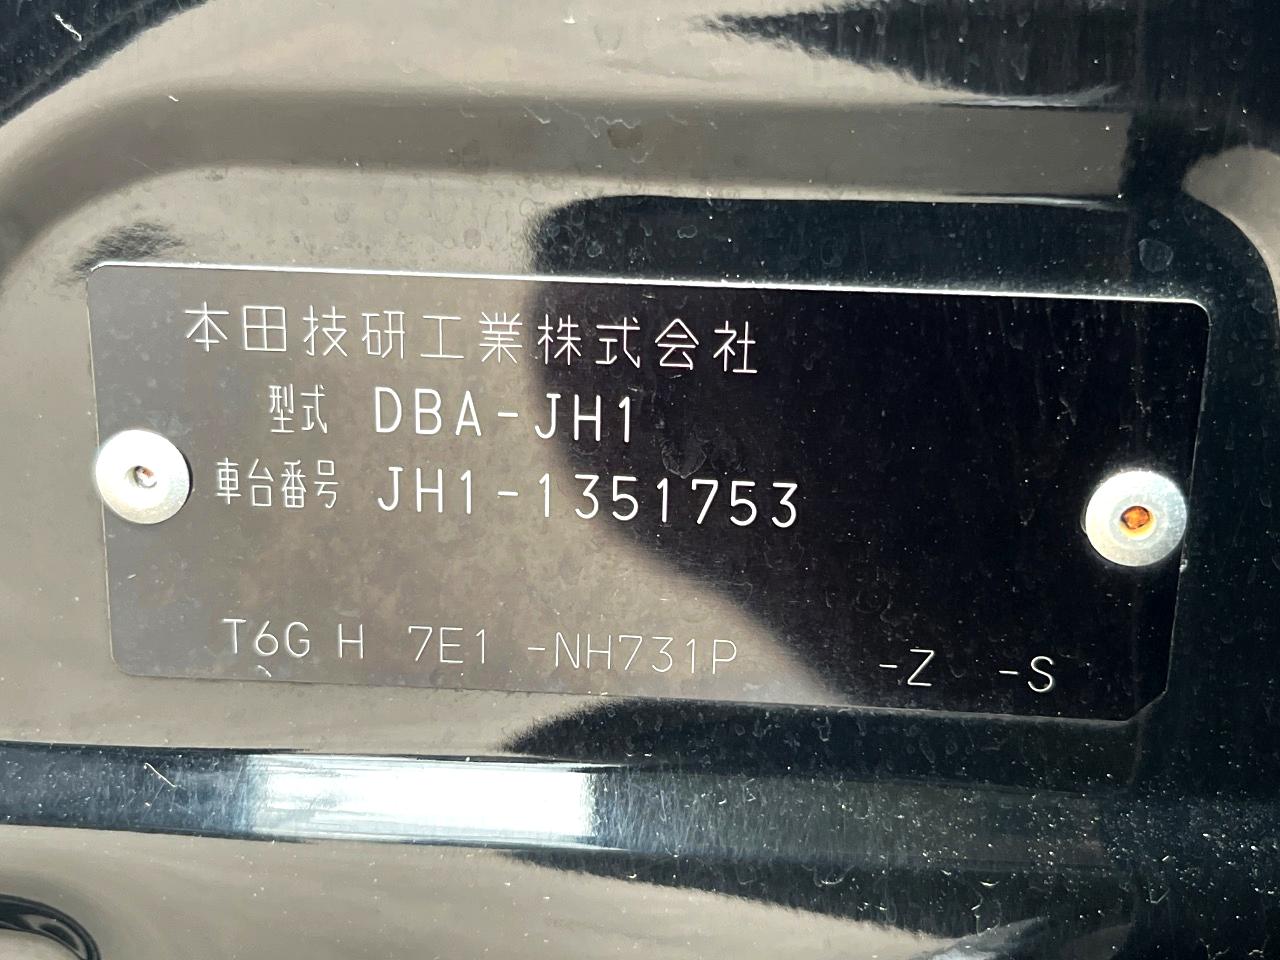 本田技研工業株式会社
型式 DBA-JH1
車台番号 JH1-1351753
T6G H 7E1 -NH731P -Z -S